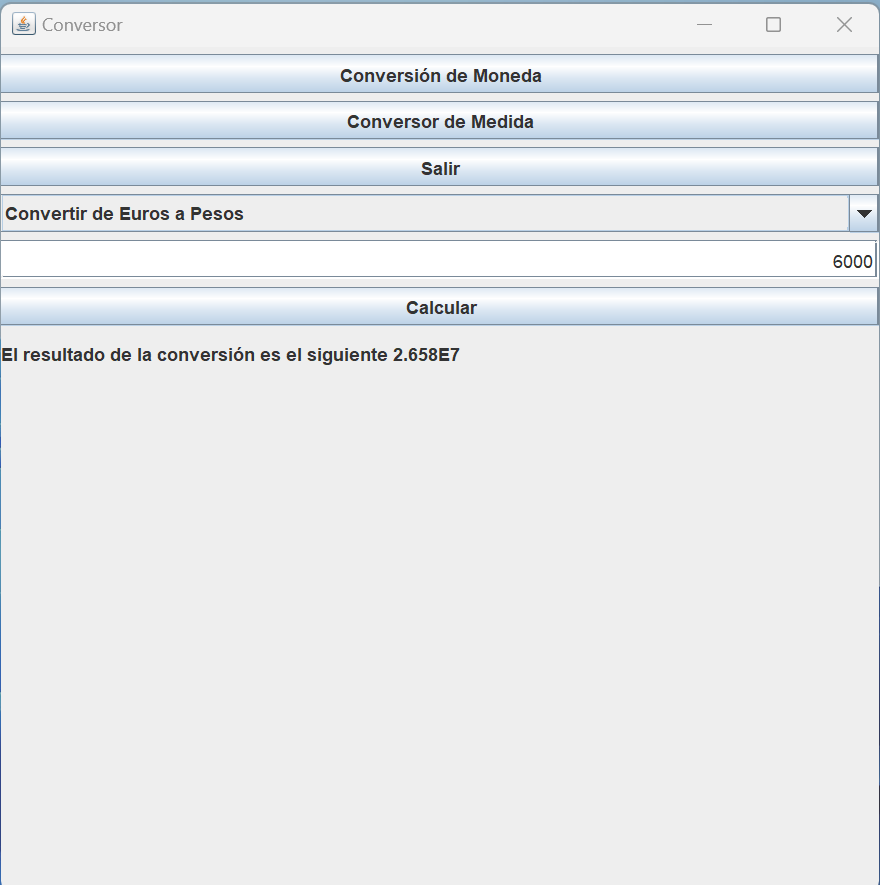 Conversor
Conversión de Moneda
Conversor de Medida
Salir
Convertir de Euros a Pesos
6000
Calcular
El resultado de la conversión es el siguiente 2.658E7